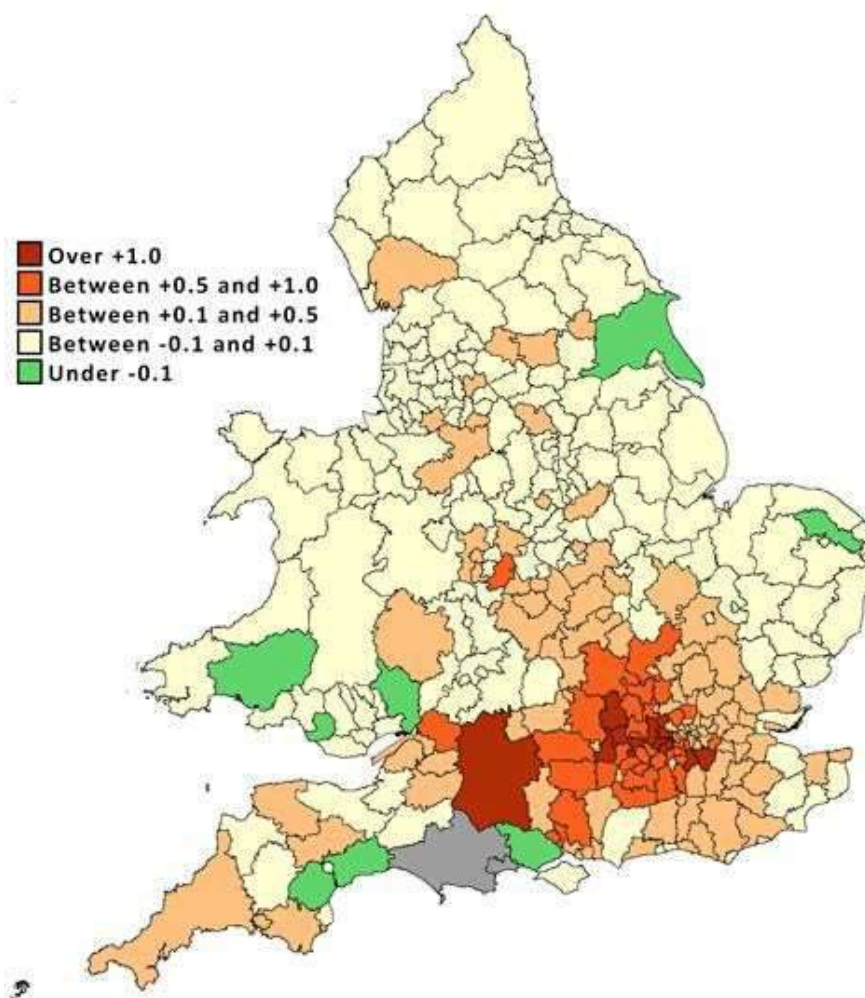 Over +1.0
Between +0.5 and +1.0
Between +0.1 and +0.5
Between -0.1 and +0.1
Under -0.1